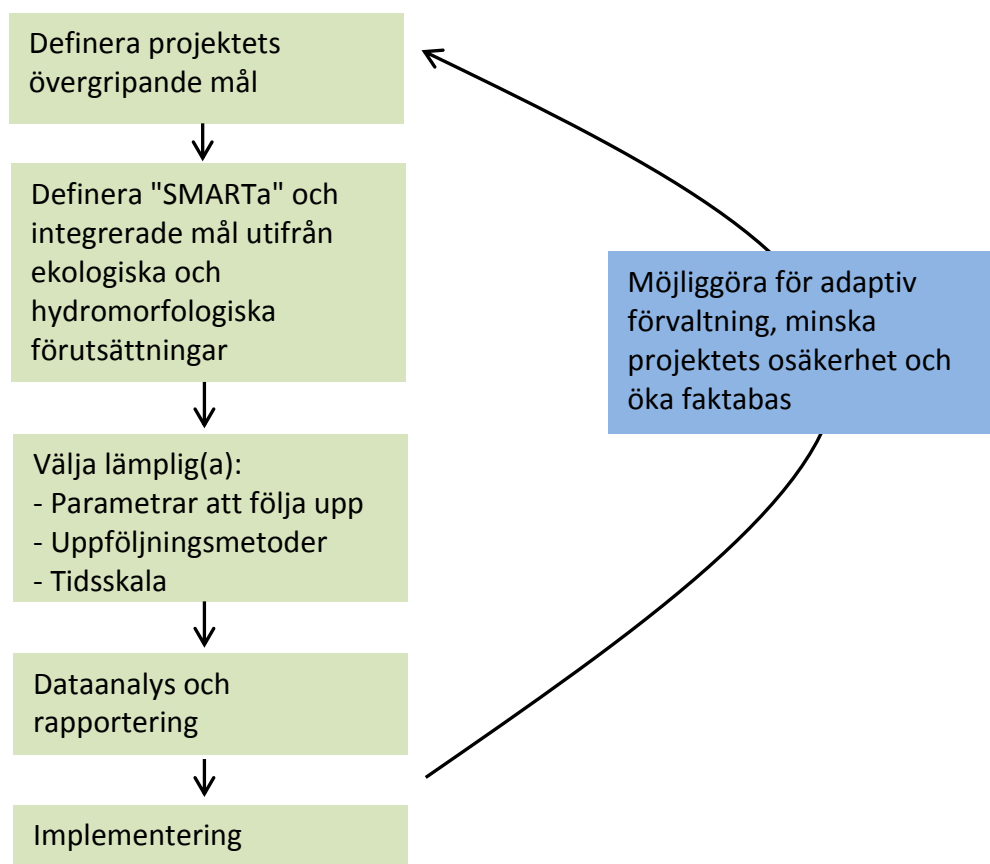 Definera projektets
övergripande mål
Definera "SMARTa" och
integrerade mål utifrån
ekologiska och
hydromorfologiska
förutsättningar
Välja lämplig(a):
- Parametrar att följa upp
- Uppföljningsmetoder
- Tidsskala
Dataanalys och
rapportering
Implementering
Möjliggöra för adaptiv
förvaltning, minska
projektets osäkerhet och
öka faktabas